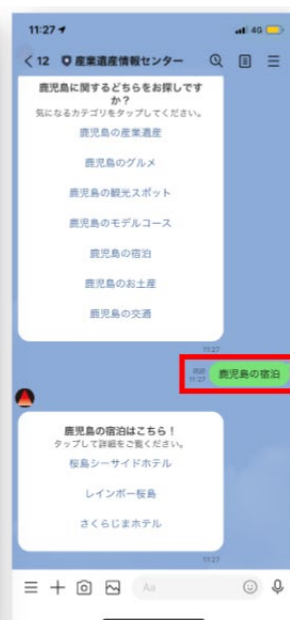 11:27
4G
12 産業遺産情報センター
鹿児島に関するどちらをお探しです
か?
気になるカテゴリをタップしてください。
鹿児島の産業遺産
鹿児島のグルメ
鹿児島の観光スポット
鹿児島のモデルコース
鹿児島の宿泊
鹿児島のお土産
鹿児島の交通
11:27
既読
11:27
鹿児島の宿泊
鹿児島の宿泊はこちら!
タップして詳細をご覧ください。
桜島シーサイドホテル
レインボー桜島
さくらじまホテル
11:27
Aa